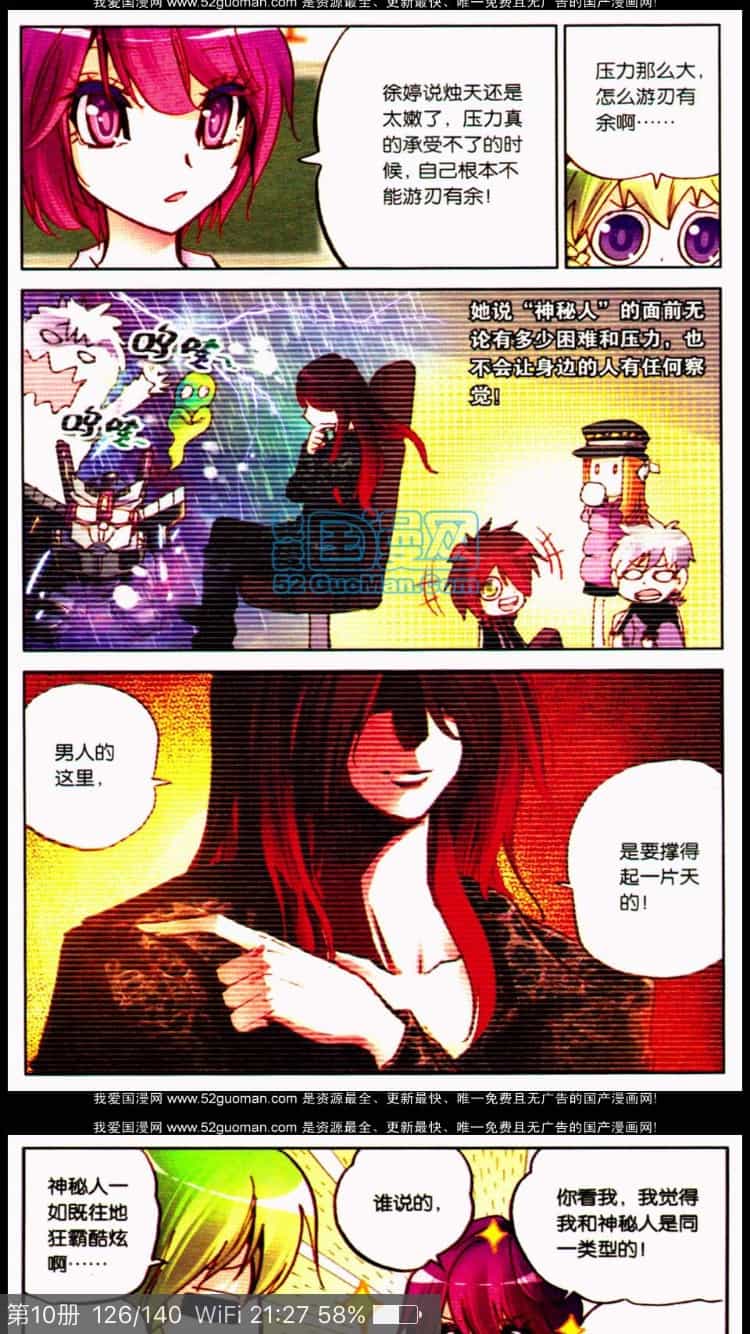 我爱国漫网 www.52guoman.com 是资源最全、更新最快、唯一免费且无广告的国产漫画网!
徐婷说烛天还是
太嫩了，压力真
的承受不了的时
候，自己根本不
能游刃有余！
压力那么大，
怎么游刃有
余啊……
她说“神秘人”的面前无
论有多少困难和压力，也
不会让身边的人有任何察
觉！
呜哇~
呜哇~
我爱国漫网
52GuoMan.Com
男人的
这里，
是要撑得
起一片天
的！
我爱国漫网 www.52guoman.com 是资源最全、更新最快、唯一免费且无广告的国产漫画网!
我爱国漫网 www.52guoman.com 是资源最全、更新最快、唯一免费且无广告的国产漫画网!
神秘人一
如既往地
狂霸酷炫
啊……
谁说的，
你看我，我觉得
我和神秘人是同
一类型的！
第10册 126/140 WiFi 21:27 58%